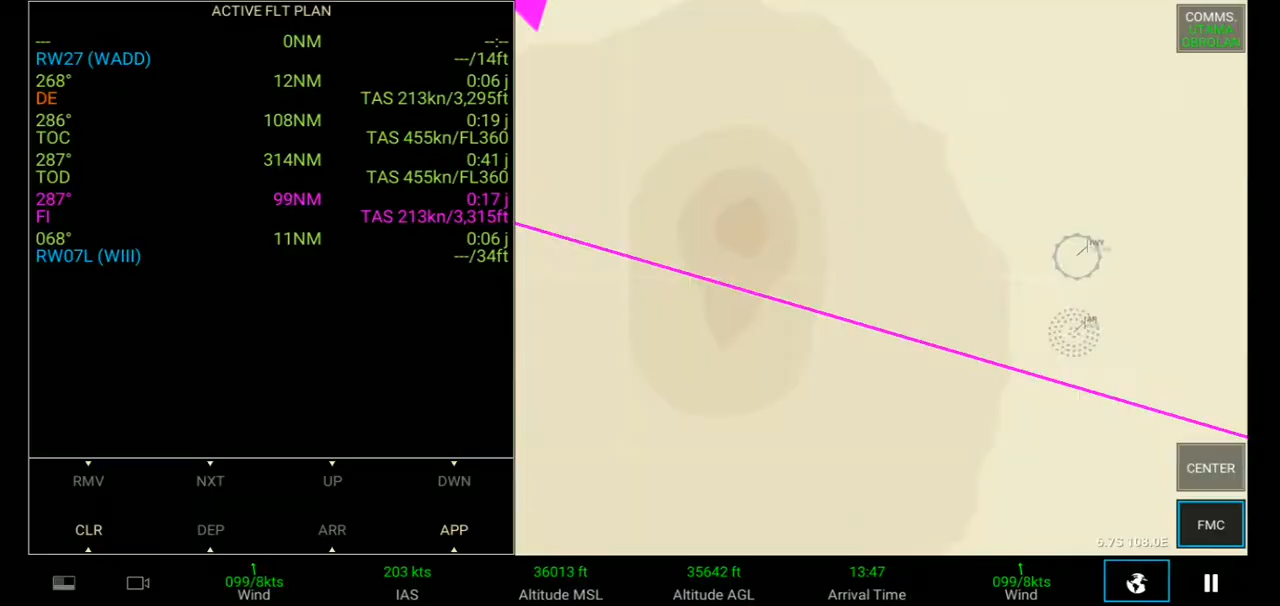 ACTIVE FLT PLAN
--- 0NM --:--
RW27 (WADD) ---/14ft
268° 12NM 0:06 j
DE TAS 213kn/3,295ft
286° 108NM 0:19 j
TOC TAS 455kn/FL360
287° 314NM 0:41 j
TOD TAS 455kn/FL360
287° 99NM 0:17 j
FI TAS 213kn/3,315ft
068° 11NM 0:06 j
RW07L (WIII) ---/34ft
RMV NXT UP DWN
CLR DEP ARR APP
COMMS.
UTAMA
OBROLAN
CENTER
FMC
6.7S 108.0E
099/8kts 203 kts 36013 ft 35642 ft 13:47 099/8kts
Wind IAS Altitude MSL Altitude AGL Arrival Time Wind